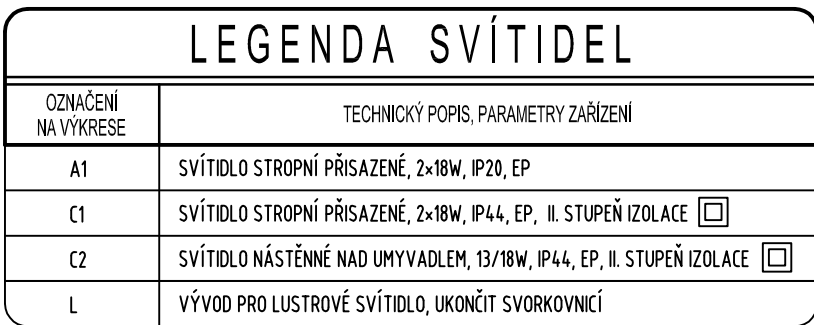 LEGENDA SVÍTIDEL
OZNAČENÍ
NA VÝKRESE
TECHNICKÝ POPIS, PARAMETRY ZAŘÍZENÍ
A1 SVÍTIDLO STROPNÍ PŘISAZENÉ, 2×18W, IP20, EP
C1 SVÍTIDLO STROPNÍ PŘISAZENÉ, 2×18W, IP44, EP, II. STUPEŇ IZOLACE
C2 SVÍTIDLO NÁSTĚNNÉ NAD UMYVADLEM, 13/18W, IP44, EP, II. STUPEŇ IZOLACE
L VÝVOD PRO LUSTROVÉ SVÍTIDLO, UKONČIT SVORKOVNICÍ